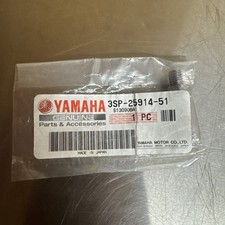 YAMAHA
GENUINE
Parts & Accessories
3SP-25914-51
1 PC
MADE IN JAPAN
YAMAHA MOTOR CO., LTD.